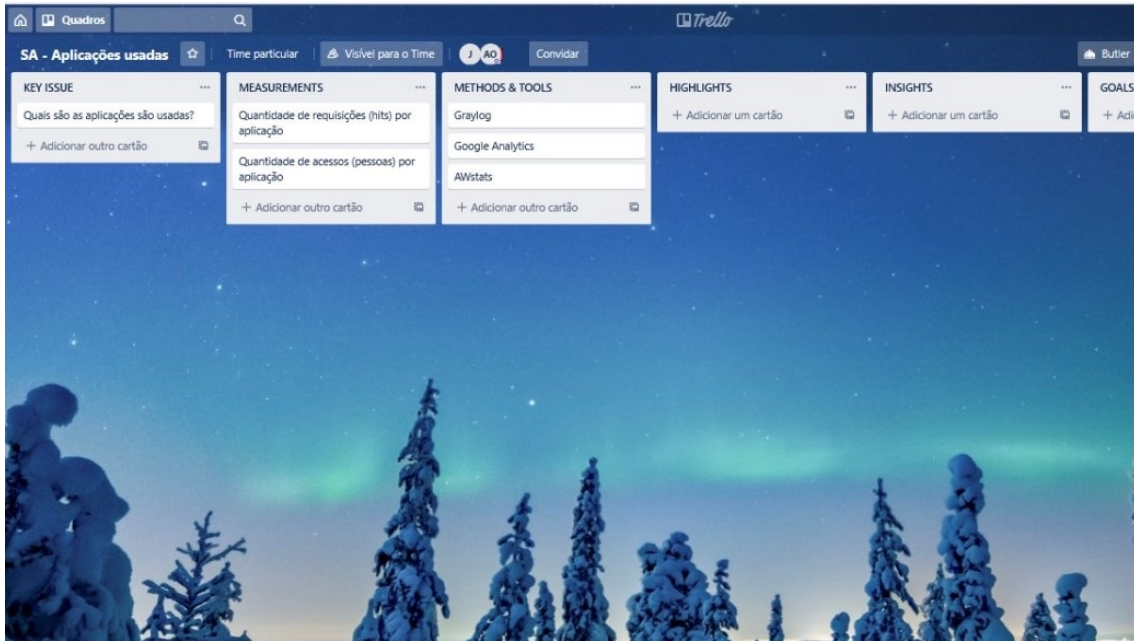 Quadros
Trello
SA - Aplicações usadas
Time particular
Visível para o Time
J
AO
Convidar
Butler
KEY ISSUE
Quais são as aplicações são usadas?
+ Adicionar outro cartão
MEASUREMENTS
Quantidade de requisições (hits) por
aplicação
Quantidade de acessos (pessoas) por
aplicação
+ Adicionar outro cartão
METHODS & TOOLS
Graylog
Google Analytics
AWstats
+ Adicionar outro cartão
HIGHLIGHTS
+ Adicionar um cartão
INSIGHTS
+ Adicionar um cartão
GOALS
+ Adi